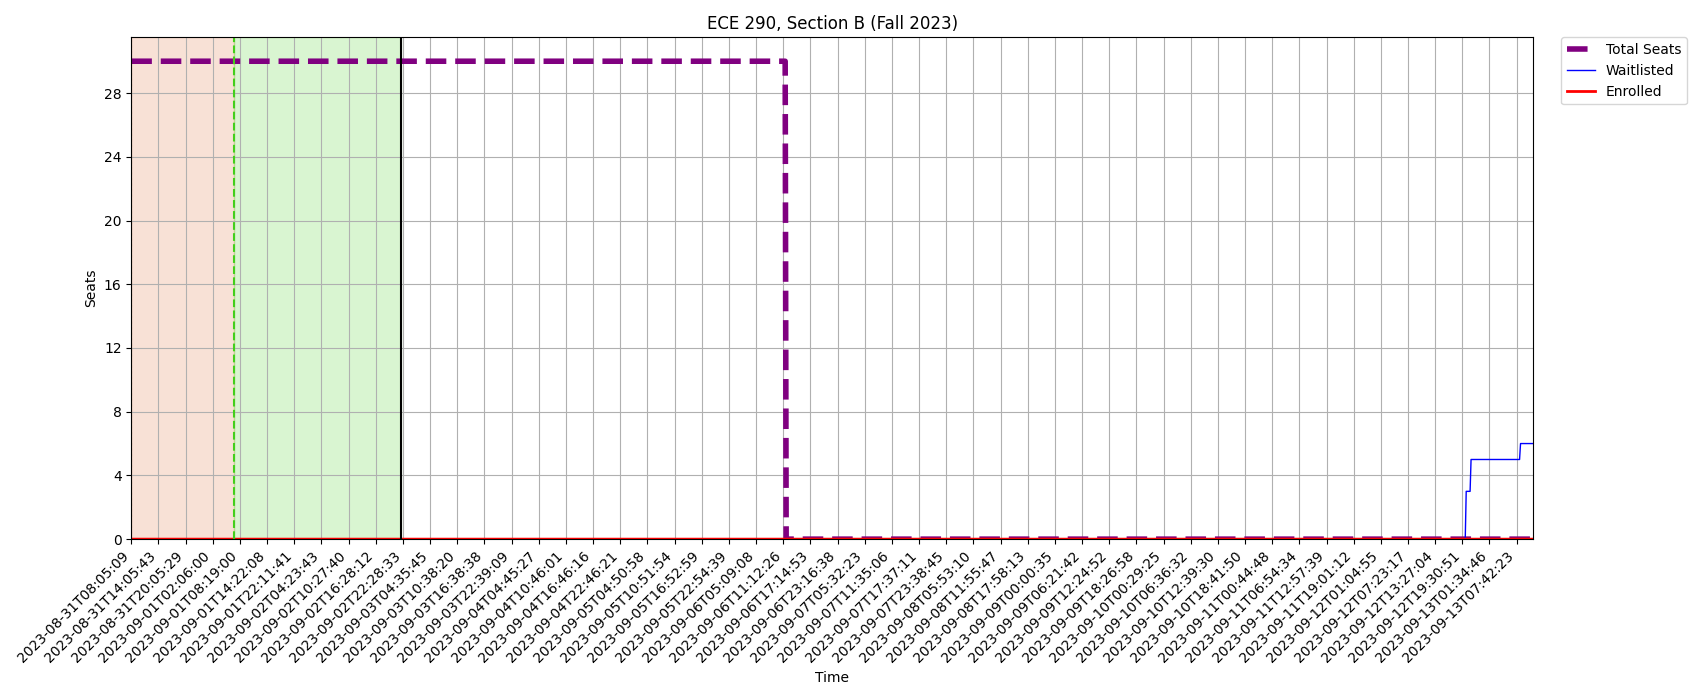 ECE 290, Section B (Fall 2023)
Total Seats
Waitlisted
Enrolled
Seats
28
24
20
16
12
8
4
0
2023-08-31T08:05:09
2023-08-31T14:05:43
2023-08-31T20:05:29
2023-09-01T02:06:00
2023-09-01T08:19:00
2023-09-01T14:22:08
2023-09-01T22:11:41
2023-09-02T04:23:43
2023-09-02T10:27:40
2023-09-02T16:28:12
2023-09-02T22:28:33
2023-09-03T04:35:45
2023-09-03T10:38:20
2023-09-03T16:38:38
2023-09-03T22:39:09
2023-09-04T04:45:27
2023-09-04T10:46:01
2023-09-04T16:46:16
2023-09-04T22:46:21
2023-09-05T04:50:58
2023-09-05T10:51:54
2023-09-05T16:52:59
2023-09-05T22:54:39
2023-09-06T05:09:08
2023-09-06T11:12:26
2023-09-06T17:14:53
2023-09-06T23:16:38
2023-09-07T05:32:23
2023-09-07T11:35:06
2023-09-07T17:37:11
2023-09-07T23:38:45
2023-09-08T05:53:10
2023-09-08T11:55:47
2023-09-08T17:58:13
2023-09-09T00:00:35
2023-09-09T06:21:42
2023-09-09T12:24:52
2023-09-09T18:26:58
2023-09-10T00:29:25
2023-09-10T06:36:32
2023-09-10T12:39:30
2023-09-10T18:41:50
2023-09-11T00:44:48
2023-09-11T06:54:34
2023-09-11T12:57:39
2023-09-11T19:01:12
2023-09-12T01:04:55
2023-09-12T07:23:17
2023-09-12T13:27:04
2023-09-12T19:30:51
2023-09-13T01:34:46
2023-09-13T07:42:23
Time